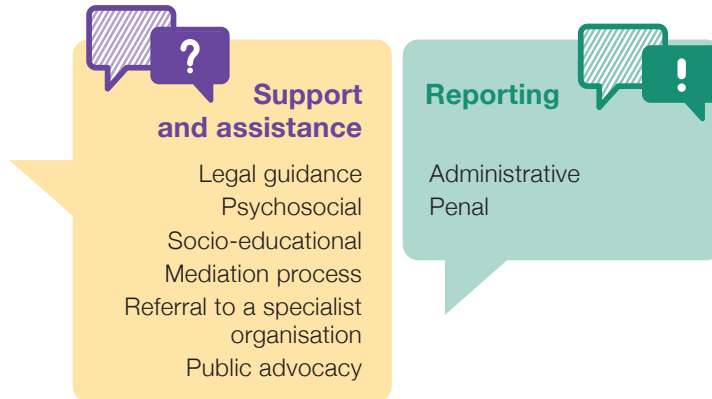 ?
Support
and assistance
Legal guidance
Psychosocial
Socio-educational
Mediation process
Referral to a specialist
organisation
Public advocacy
!
Reporting
Administrative
Penal